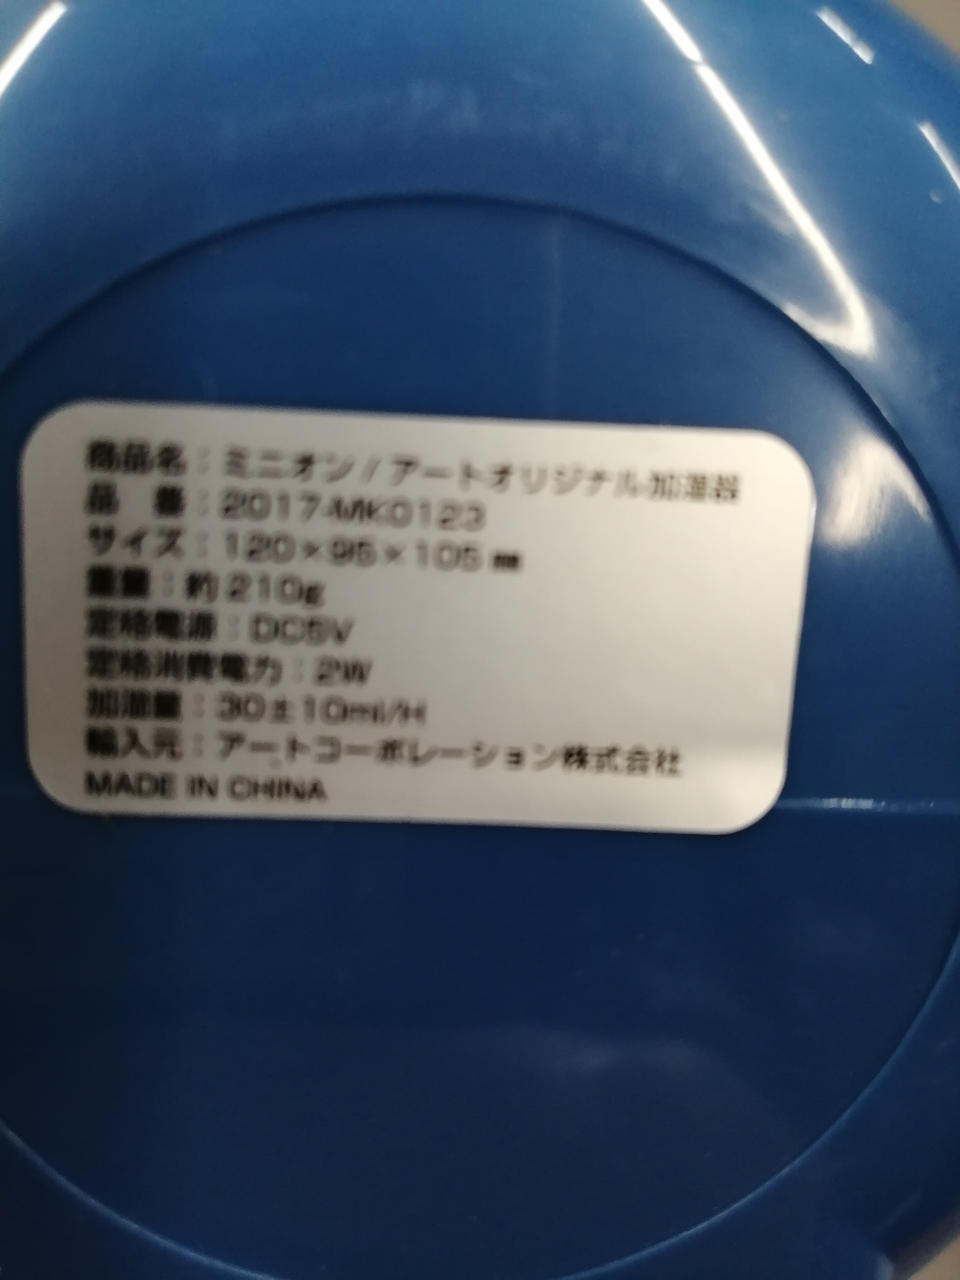 商品名：ミニオン/アートオリジナル加湿器
品　番：2017-MK0123
サイズ：120×95×105㎜
重量：約210g
定格電源：DC5V
定格消費電力：2W
加湿量：30±10ml/H
輸入元：アートコーポレーション株式会社
MADE IN CHINA